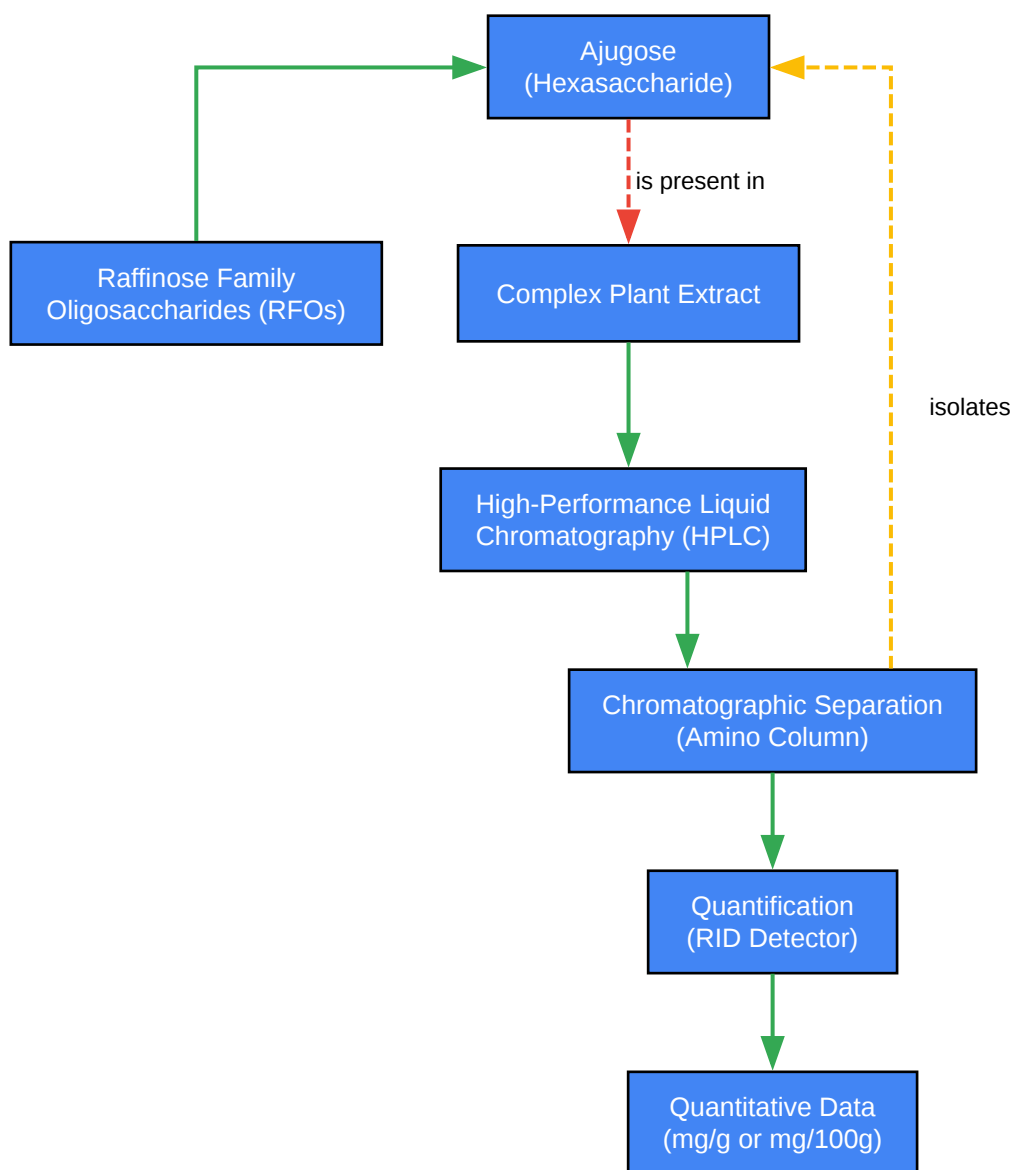 Ajugose
(Hexasaccharide)
is present in
Raffinose Family
Oligosaccharides (RFOs)
Complex Plant Extract
isolates
High-Performance Liquid
Chromatography (HPLC)
Chromatographic Separation
(Amino Column)
Quantification
(RID Detector)
Quantitative Data
(mg/g or mg/100g)